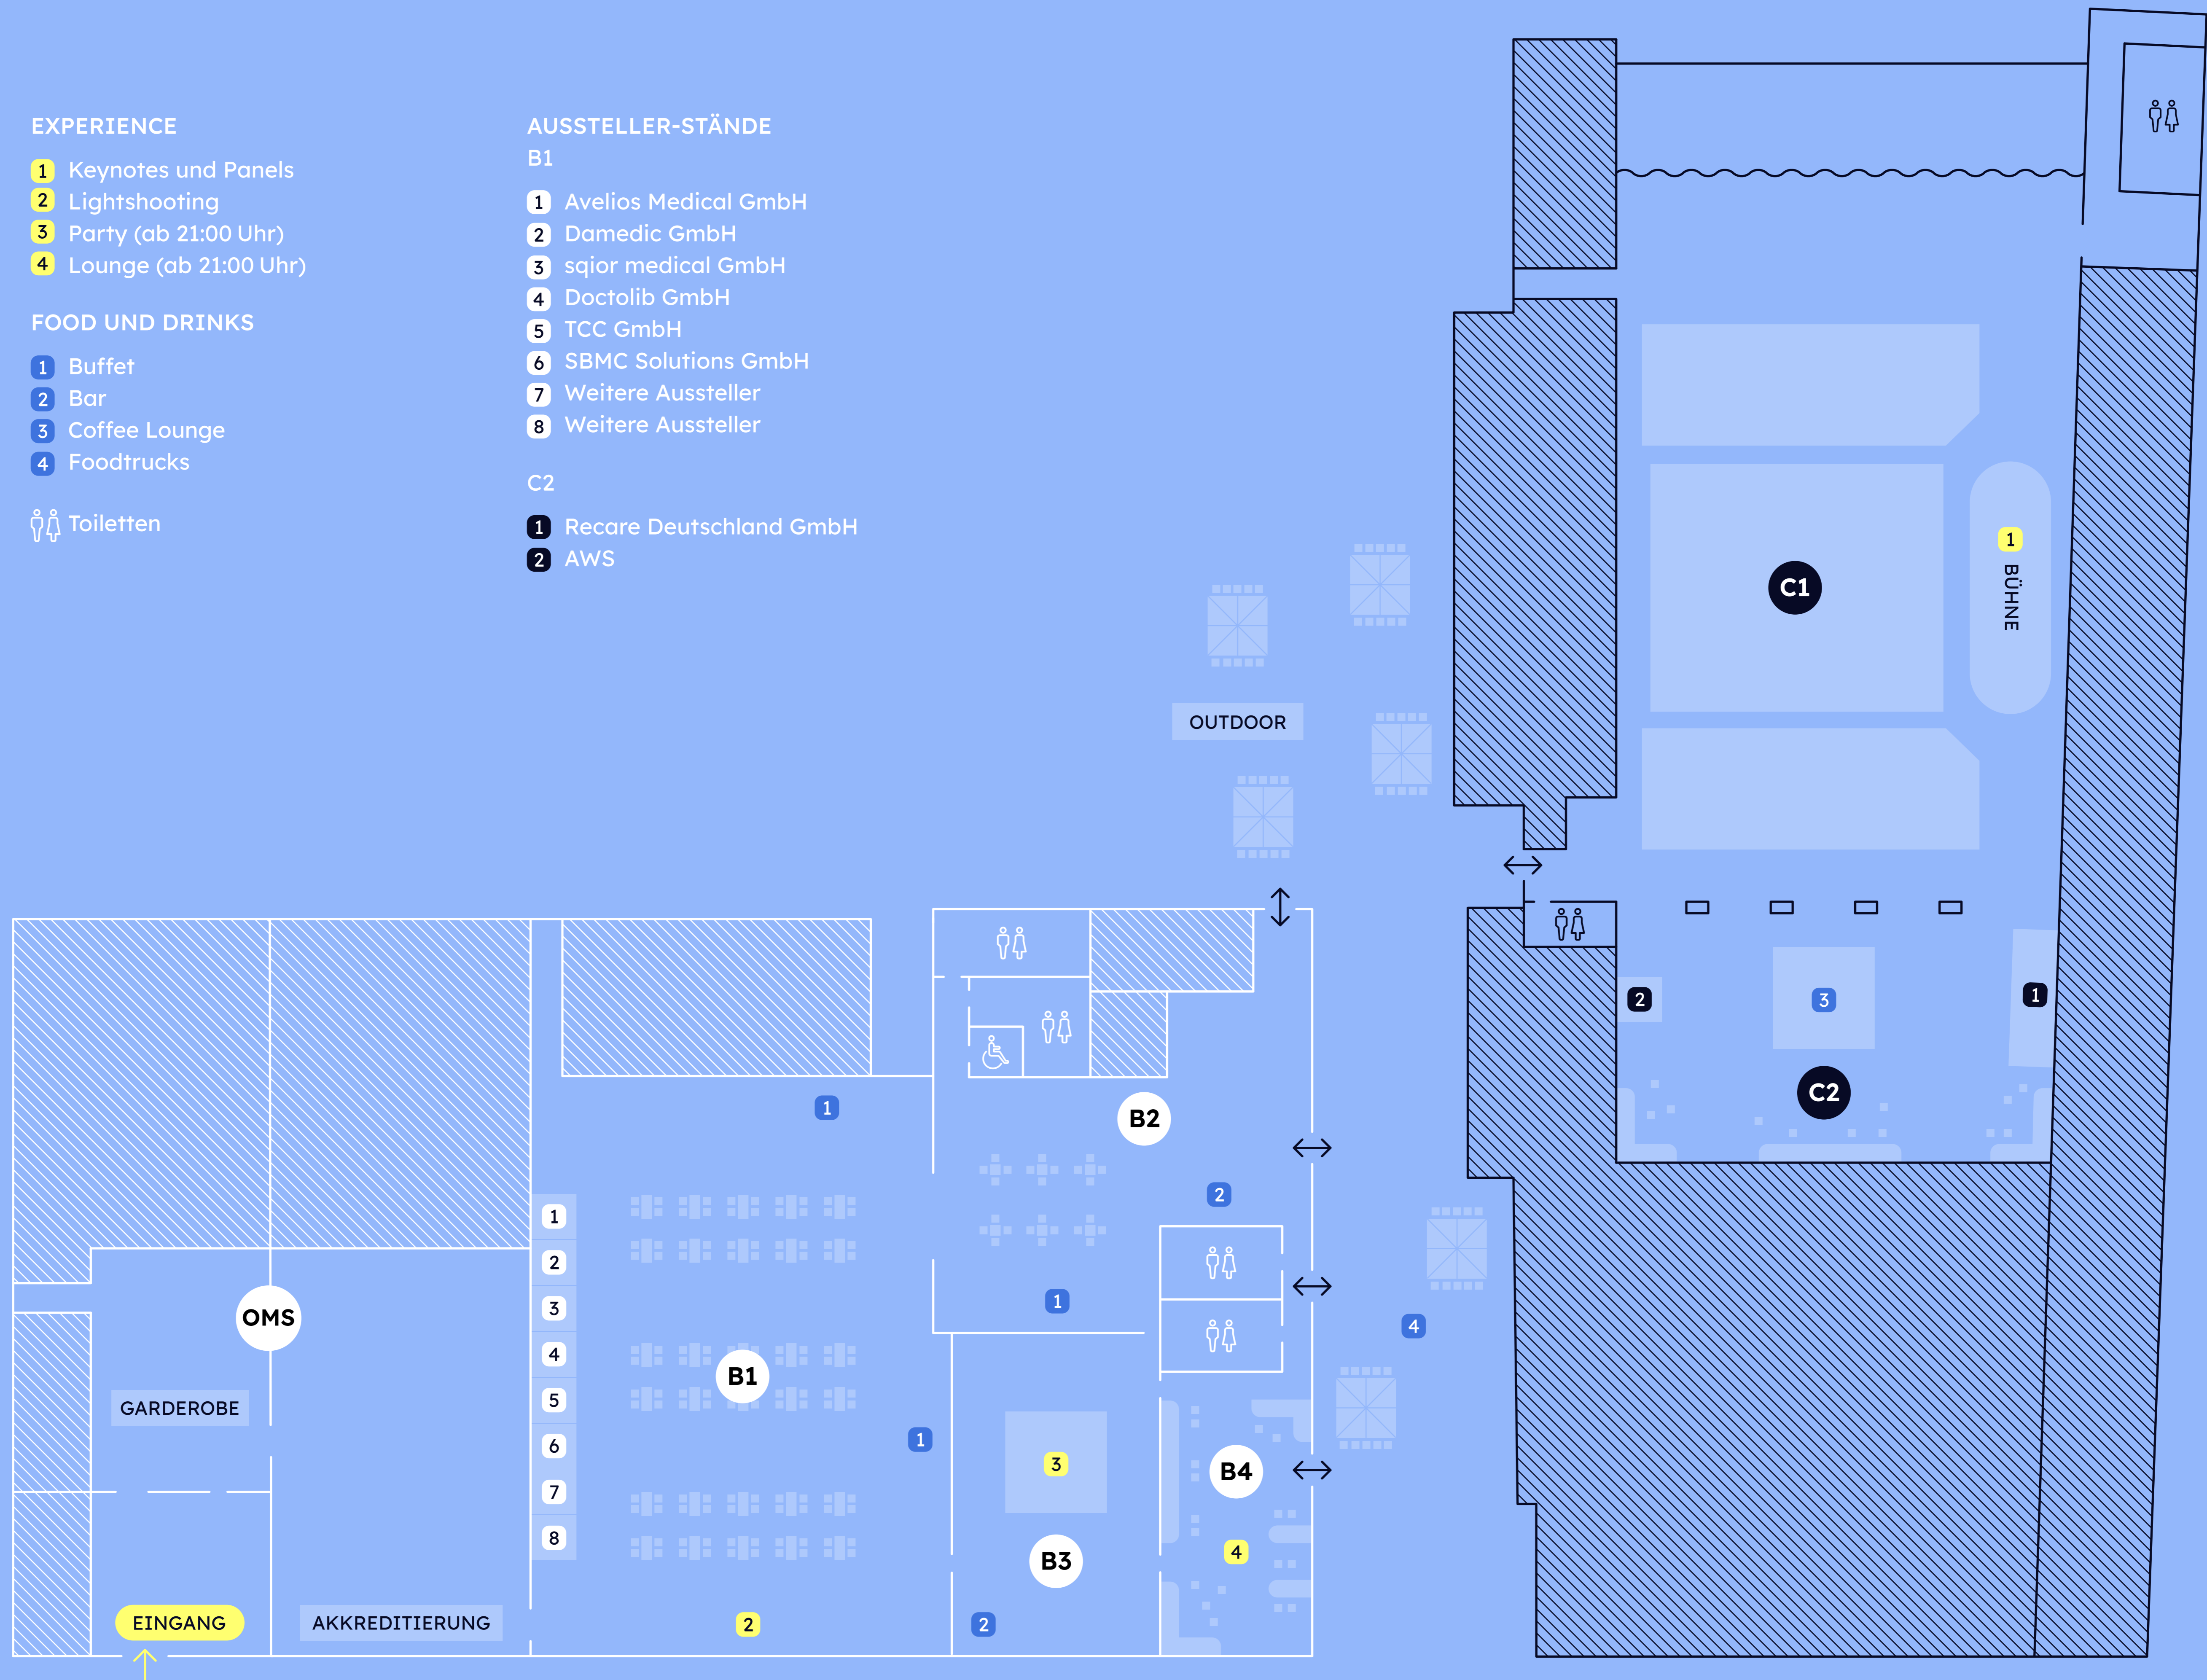 EXPERIENCE
1 Keynotes und Panels
2 Lightshooting
3 Party (ab 21:00 Uhr)
4 Lounge (ab 21:00 Uhr)
FOOD UND DRINKS
1 Buffet
2 Bar
3 Coffee Lounge
4 Foodtrucks
Toiletten
AUSSTELLER-STÄNDE
B1
1 Avelios Medical GmbH
2 Damedic GmbH
3 sqior medical GmbH
4 Doctolib GmbH
5 TCC GmbH
6 SBMC Solutions GmbH
7 Weitere Aussteller
8 Weitere Aussteller
C2
1 Recare Deutschland GmbH
2 AWS
1
BÜHNE
C1
OUTDOOR
2
3
1
C2
1
B2
2
1
2
3
4
5
6
7
8
1
4
OMS
B1
GARDEROBE
1
3
B4
4
B3
EINGANG
AKKREDITIERUNG
2
2